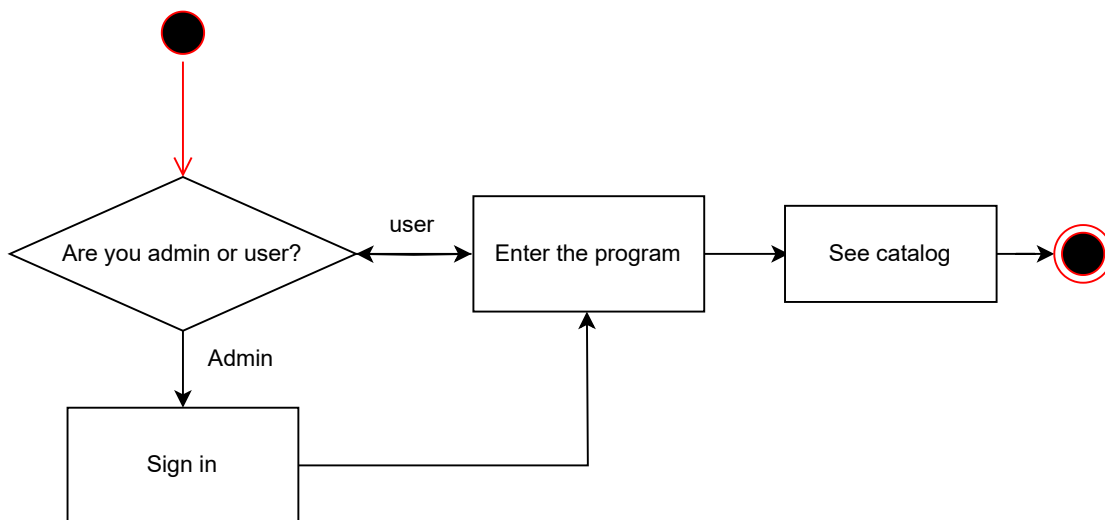 Are you admin or user?
user
Enter the program
See catalog
Admin
Sign in